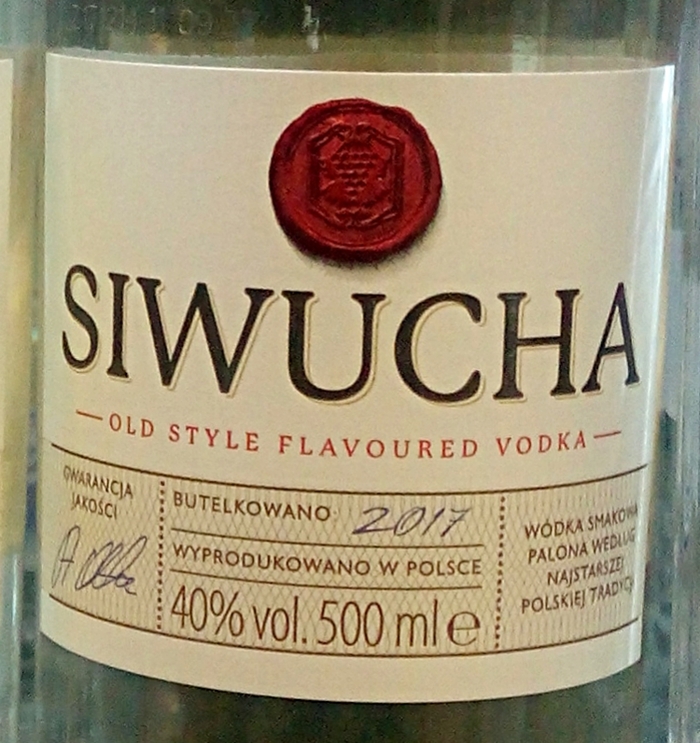 SIWUCHA
OLD STYLE FLAVOURED VODKA
GWARANCJA
JAKOŚCI
BUTELKOWANO 2017
WYPRODUKOWANO W POLSCE
40% vol. 500 ml e
WÓDKA SMAKOWA
PALONA WEDŁUG
NAJSTARSZEJ
POLSKIEJ TRADYCJI